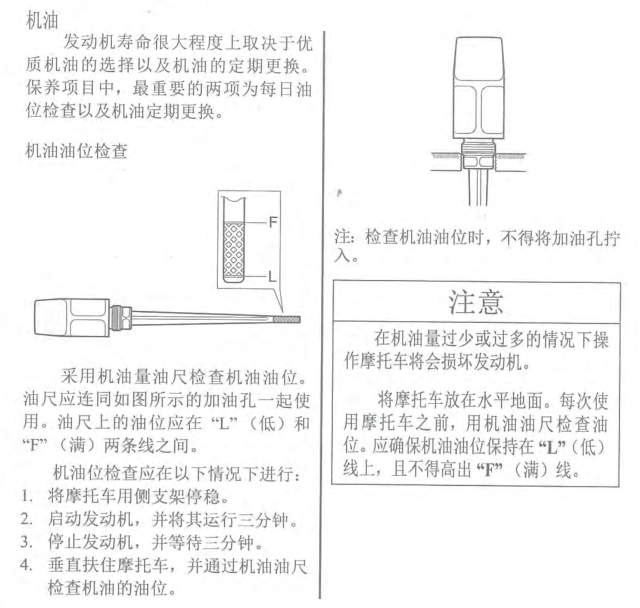 机油
发动机寿命很大程度上取决于优
质机油的选择以及机油的定期更换。
保养项目中，最重要的两项为每日油
位检查以及机油定期更换。
机油油位检查
F
L
采用机油量油尺检查机油油位。
油尺应连同如图所示的加油孔一起使
用。油尺上的油位应在 “L”（低）和
“F”（满）两条线之间。
机油位检查应在以下情况下进行：
1. 将摩托车用侧支架停稳。
2. 启动发动机，并将其运行三分钟。
3. 停止发动机，并等待三分钟。
4. 垂直扶住摩托车，并通过机油油尺
检查机油的油位。
注：检查机油油位时，不得将加油孔拧
入。
注意
在机油量过少或过多的情况下操
作摩托车将会损坏发动机。
将摩托车放在水平地面。每次使
用摩托车之前，用机油油尺检查油
位。应确保机油油位保持在 “L”（低）
线上，且不得高出 “F”（满）线。